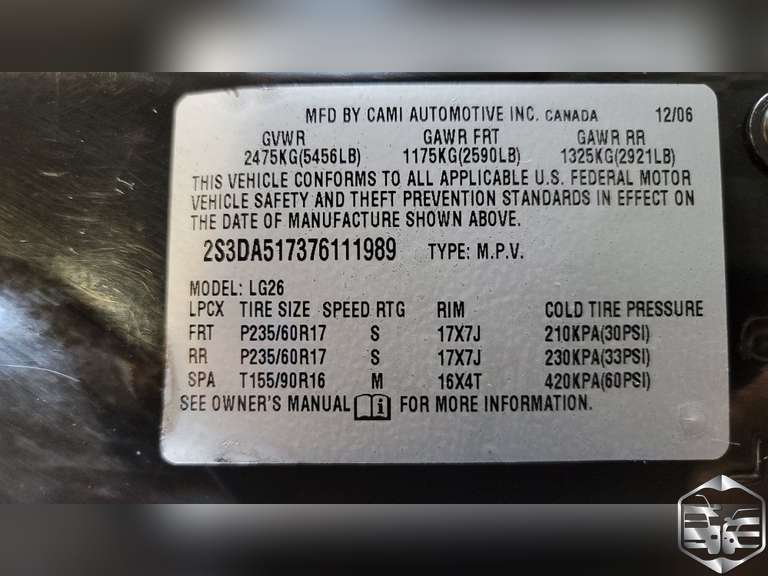 MFD BY CAMI AUTOMOTIVE INC. CANADA 12/06
GVWR GAWR FRT GAWR RR
2475KG(5456LB) 1175KG(2590LB) 1325KG(2921LB)
THIS VEHICLE CONFORMS TO ALL APPLICABLE U.S. FEDERAL MOTOR
VEHICLE SAFETY AND THEFT PREVENTION STANDARDS IN EFFECT ON
THE DATE OF MANUFACTURE SHOWN ABOVE.
2S3DA517376111989 TYPE: M.P.V.
MODEL: LG26
LPCX TIRE SIZE SPEED RTG RIM COLD TIRE PRESSURE
FRT P235/60R17 S 17X7J 210KPA(30PSI)
RR P235/60R17 S 17X7J 230KPA(33PSI)
SPA T155/90R16 M 16X4T 420KPA(60PSI)
SEE OWNER'S MANUAL i FOR MORE INFORMATION.